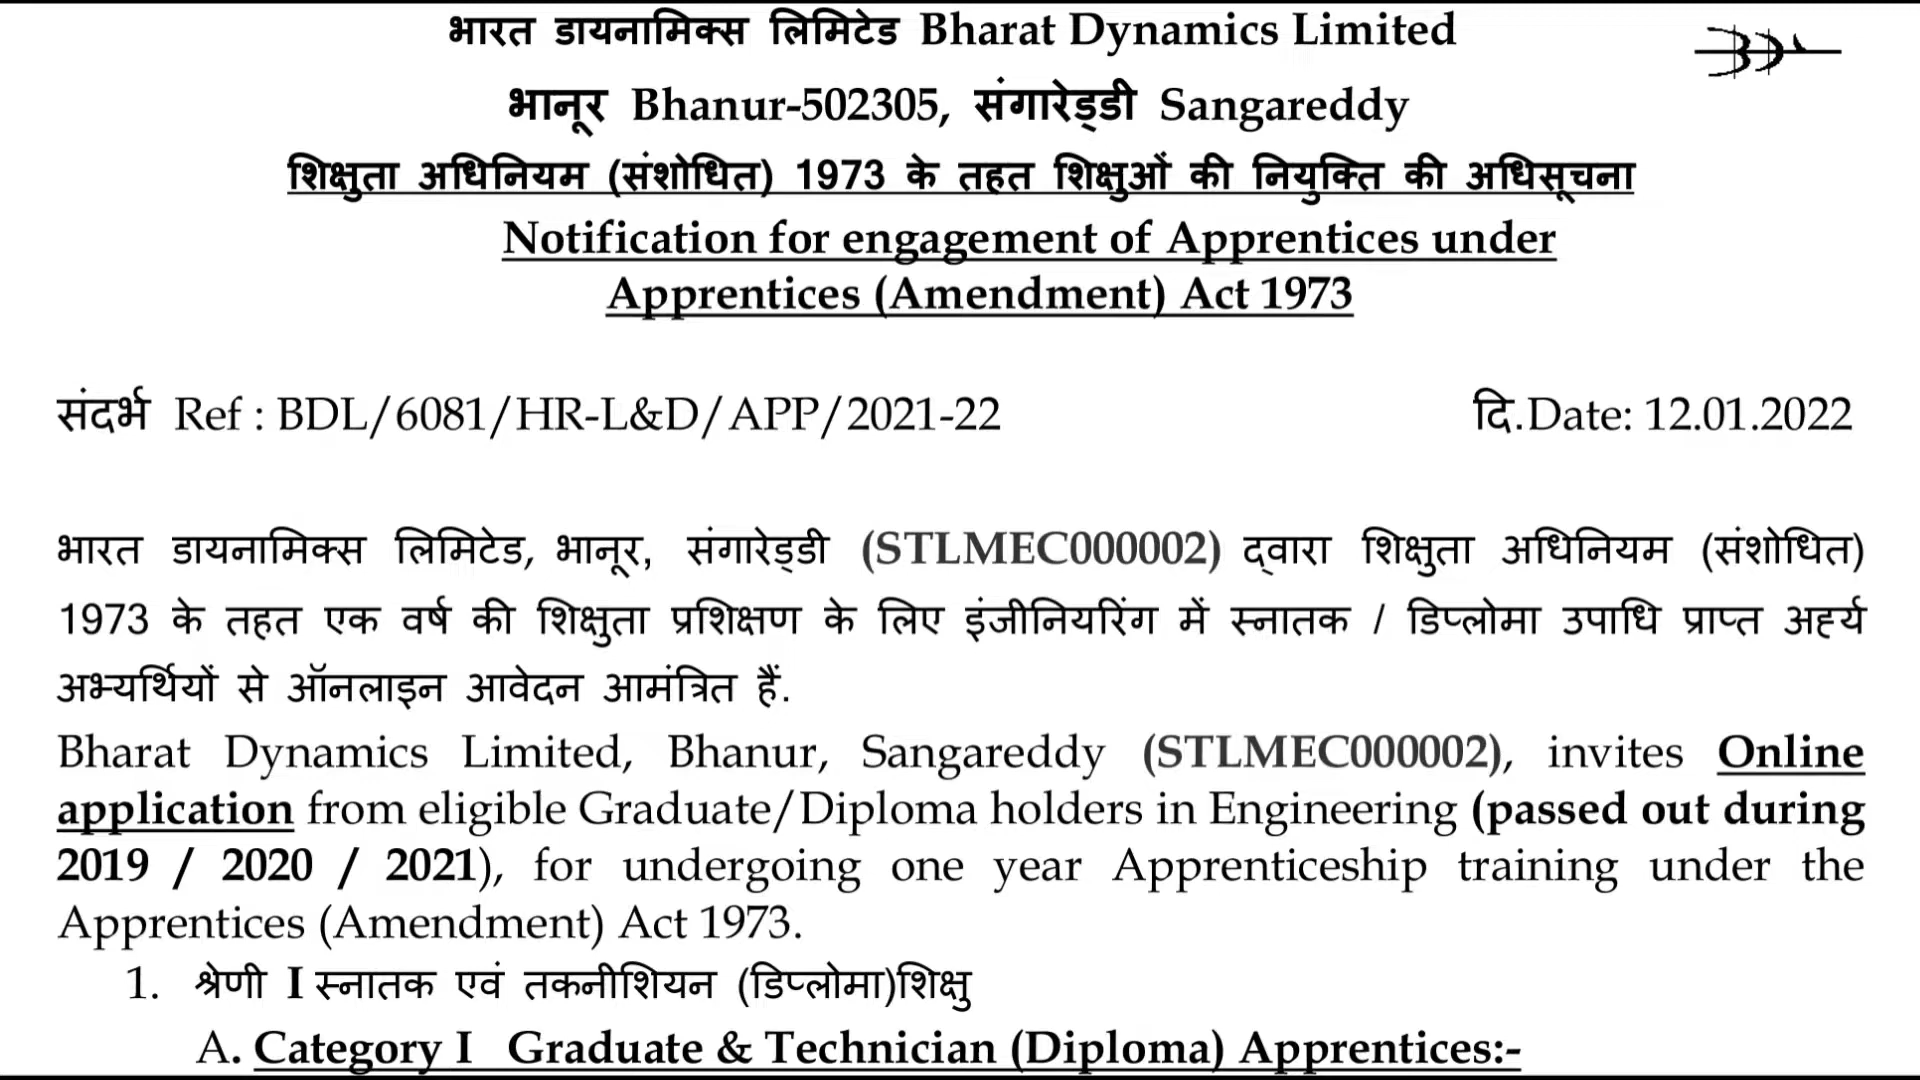 भारत डायनामिक्स लिमिटेड Bharat Dynamics Limited
BDL
भानूर Bhanur-502305, संगारेड्डी Sangareddy
शिक्षुता अधिनियम (संशोधित) 1973 के तहत शिक्षुओं की नियुक्ति की अधिसूचना
Notification for engagement of Apprentices under
Apprentices (Amendment) Act 1973
संदर्भ Ref : BDL/6081/HR-L&D/APP/2021-22 दि.Date: 12.01.2022
भारत डायनामिक्स लिमिटेड, भानूर, संगारेड्डी (STLMEC000002) द्वारा शिक्षुता अधिनियम (संशोधित)
1973 के तहत एक वर्ष की शिक्षुता प्रशिक्षण के लिए इंजीनियरिंग में स्नातक / डिप्लोमा उपाधि प्राप्त अह्र्य
अभ्यर्थियों से ऑनलाइन आवेदन आमंत्रित हैं.
Bharat Dynamics Limited, Bhanur, Sangareddy (STLMEC000002), invites Online
application from eligible Graduate/Diploma holders in Engineering (passed out during
2019 / 2020 / 2021), for undergoing one year Apprenticeship training under the
Apprentices (Amendment) Act 1973.
1. श्रेणी I स्नातक एवं तकनीशियन (डिप्लोमा)शिक्षु
A. Category I Graduate & Technician (Diploma) Apprentices:-